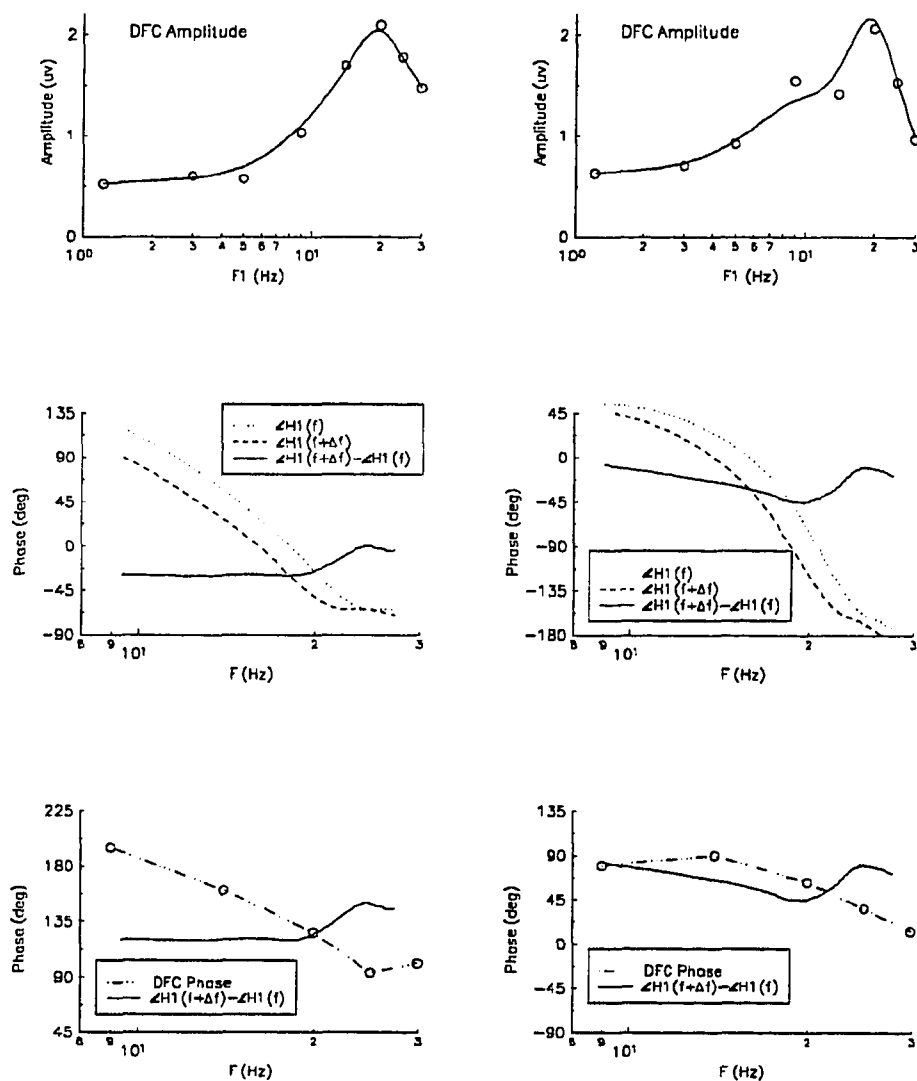 DFC Amplitude
Amplitude (uv)
2
1
0
10⁰ 2 3 4 5 6 7 10¹ 2 3
F1 (Hz)
DFC Amplitude
Amplitude (uv)
2
1
0
10⁰ 2 3 4 5 6 7 10¹ 2 3
F1 (Hz)
Phase (deg)
135
90
45
0
-45
-90
∠H1(f)
∠H1(f+Δf)
∠H1(f+Δf)-∠H1(f)
8 9 10¹ 2 3
F (Hz)
Phase (deg)
45
0
-45
-90
-135
-180
∠H1(f)
∠H1(f+Δf)
∠H1(f+Δf)-∠H1(f)
8 9 10¹ 2 3
F (Hz)
Phase (deg)
225
180
135
90
45
DFC Phase
∠H1(f+Δf)-∠H1(f)
8 9 10¹ 2 3
F (Hz)
Phase (deg)
135
90
45
0
-45
-90
DFC Phase
∠H1(f+Δf)-∠H1(f)
8 9 10¹ 2 3
F (Hz)